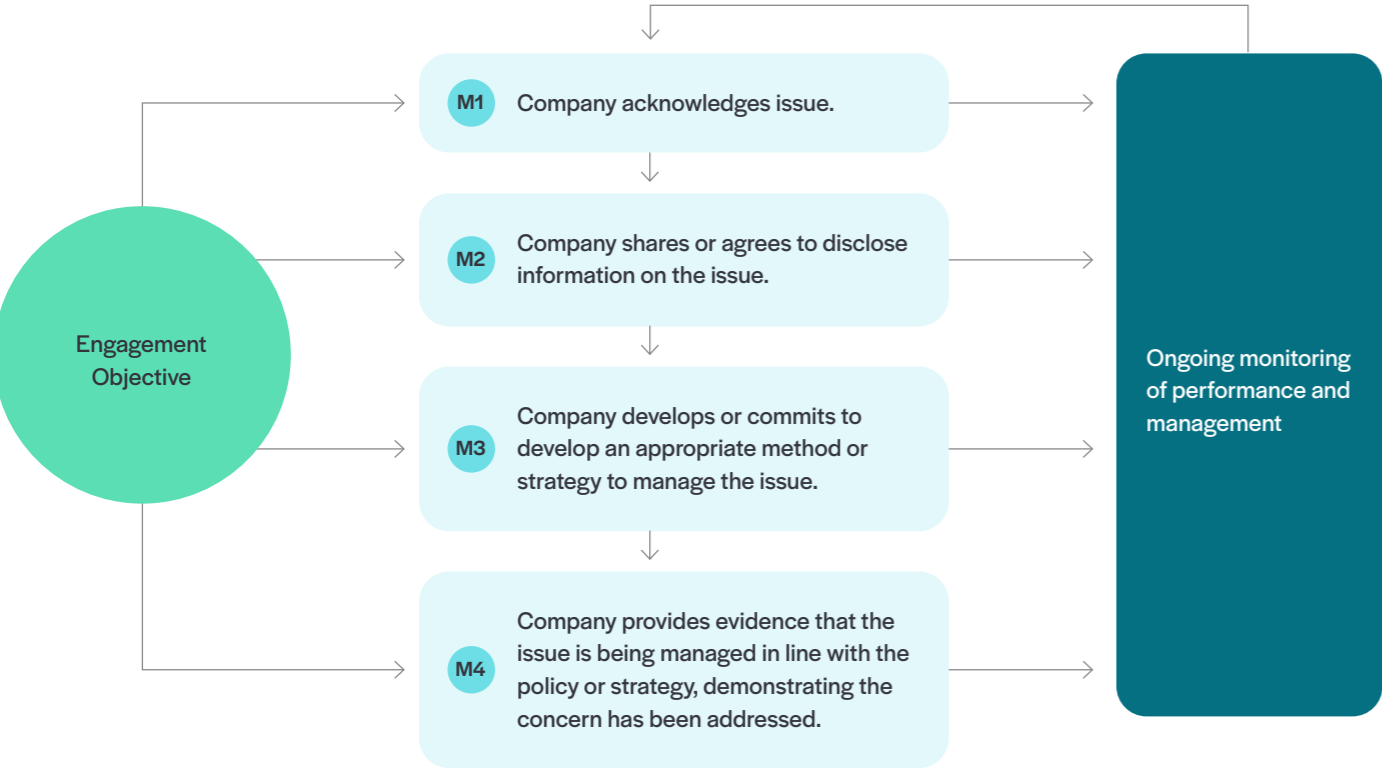 Engagement
Objective
M1
Company acknowledges issue.
M2
Company shares or agrees to disclose
information on the issue.
M3
Company develops or commits to
develop an appropriate method or
strategy to manage the issue.
M4
Company provides evidence that the
issue is being managed in line with the
policy or strategy, demonstrating the
concern has been addressed.
Ongoing monitoring
of performance and
management